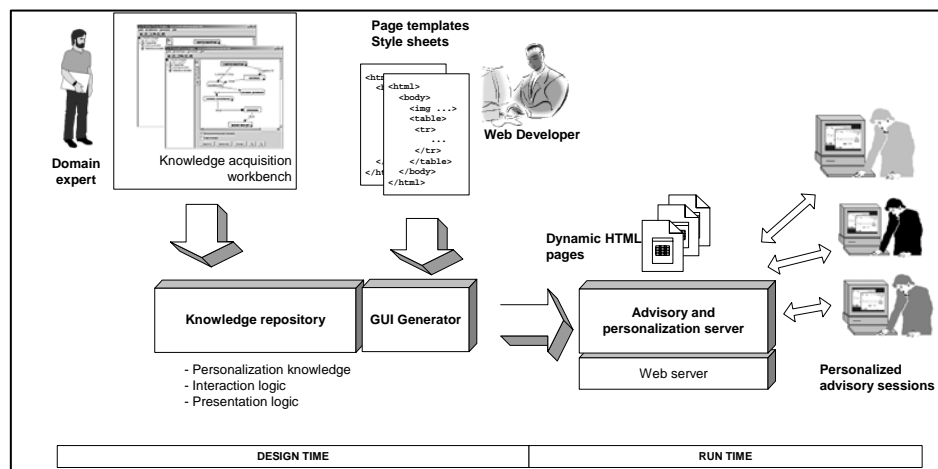 Page templates
Style sheets
<htm
<b
</
</htm
<html>
<body>
<img ...>
<table>
<tr>
...
</tr>
</table>
</body>
</html>
Web Developer
Domain
expert
Knowledge acquisition
workbench
Dynamic HTML
pages
Knowledge repository
GUI Generator
Advisory and
personalization server
Web server
- Personalization knowledge
- Interaction logic
- Presentation logic
Personalized
advisory sessions
DESIGN TIME
RUN TIME